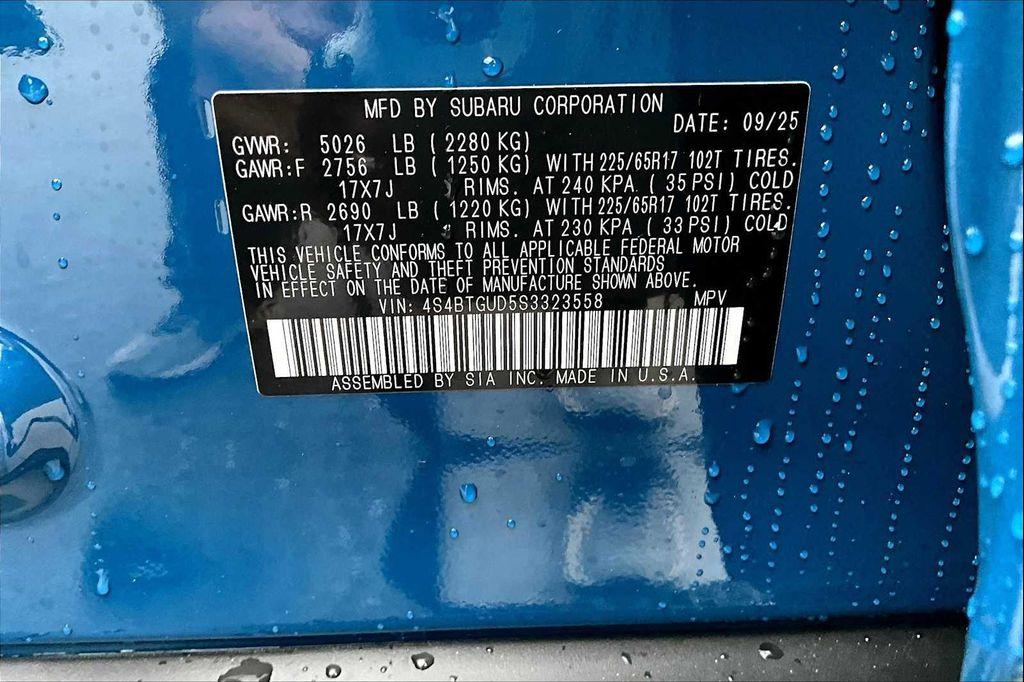 MFD BY SUBARU CORPORATION
DATE: 09/25
GVWR: 5026 LB ( 2280 KG)
GAWR:F 2756 LB ( 1250 KG) WITH 225/65R17 102T TIRES.
17X7J RIMS. AT 240 KPA ( 35 PSI) COLD
GAWR:R 2690 LB ( 1220 KG) WITH 225/65R17 102T TIRES.
17X7J RIMS. AT 230 KPA ( 33 PSI) COLD
THIS VEHICLE CONFORMS TO ALL APPLICABLE FEDERAL MOTOR
VEHICLE SAFETY AND THEFT PREVENTION STANDARDS
IN EFFECT ON THE DATE OF MANUFACTURE SHOWN ABOVE.
VIN: 4S4BTGUD5S3323558 MPV
ASSEMBLED BY SIA INC. MADE IN U.S.A.